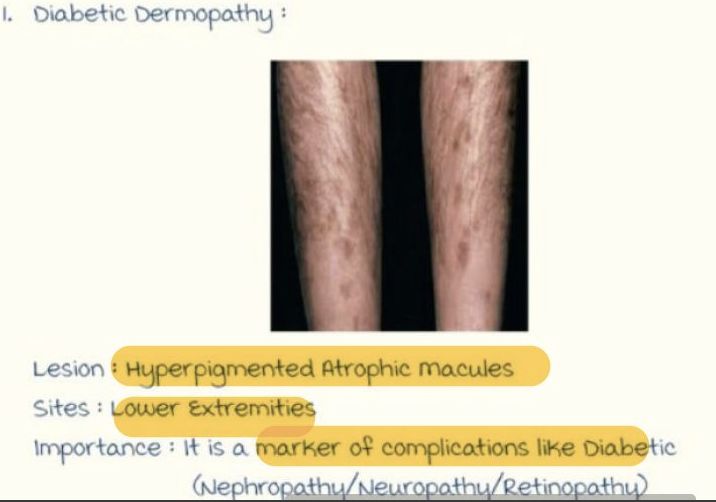 1. Diabetic Dermopathy :
Lesion : Hyperpigmented Atrophic macules
Sites : Lower Extremities
Importance : It is a marker of complications like Diabetic
(Nephropathy/Neuropathy/Retinopathy)